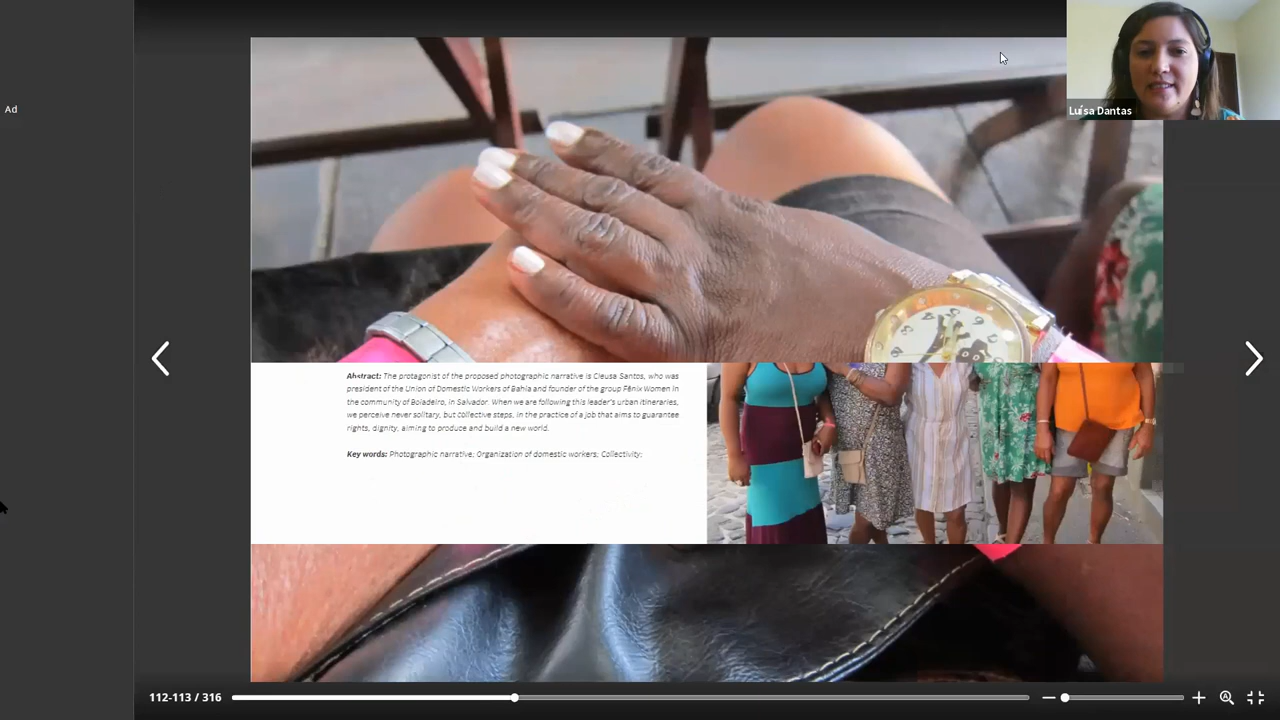 Ad
Luísa Dantas
Abstract: The protagonist of the proposed photographic narrative is Cleusa Santos, who was
president of the Union of Domestic Workers of Bahia and founder of the group Fênix Women in
the community of Boiadeiro, in Salvador. When we are following this leader's urban itineraries,
we perceive never solitary, but collective steps, in the practice of a job that aims to guarantee
rights, dignity, aiming to produce and build a new world.
Key words: Photographic narrative; Organization of domestic workers; Collectivity;
112-113 / 316